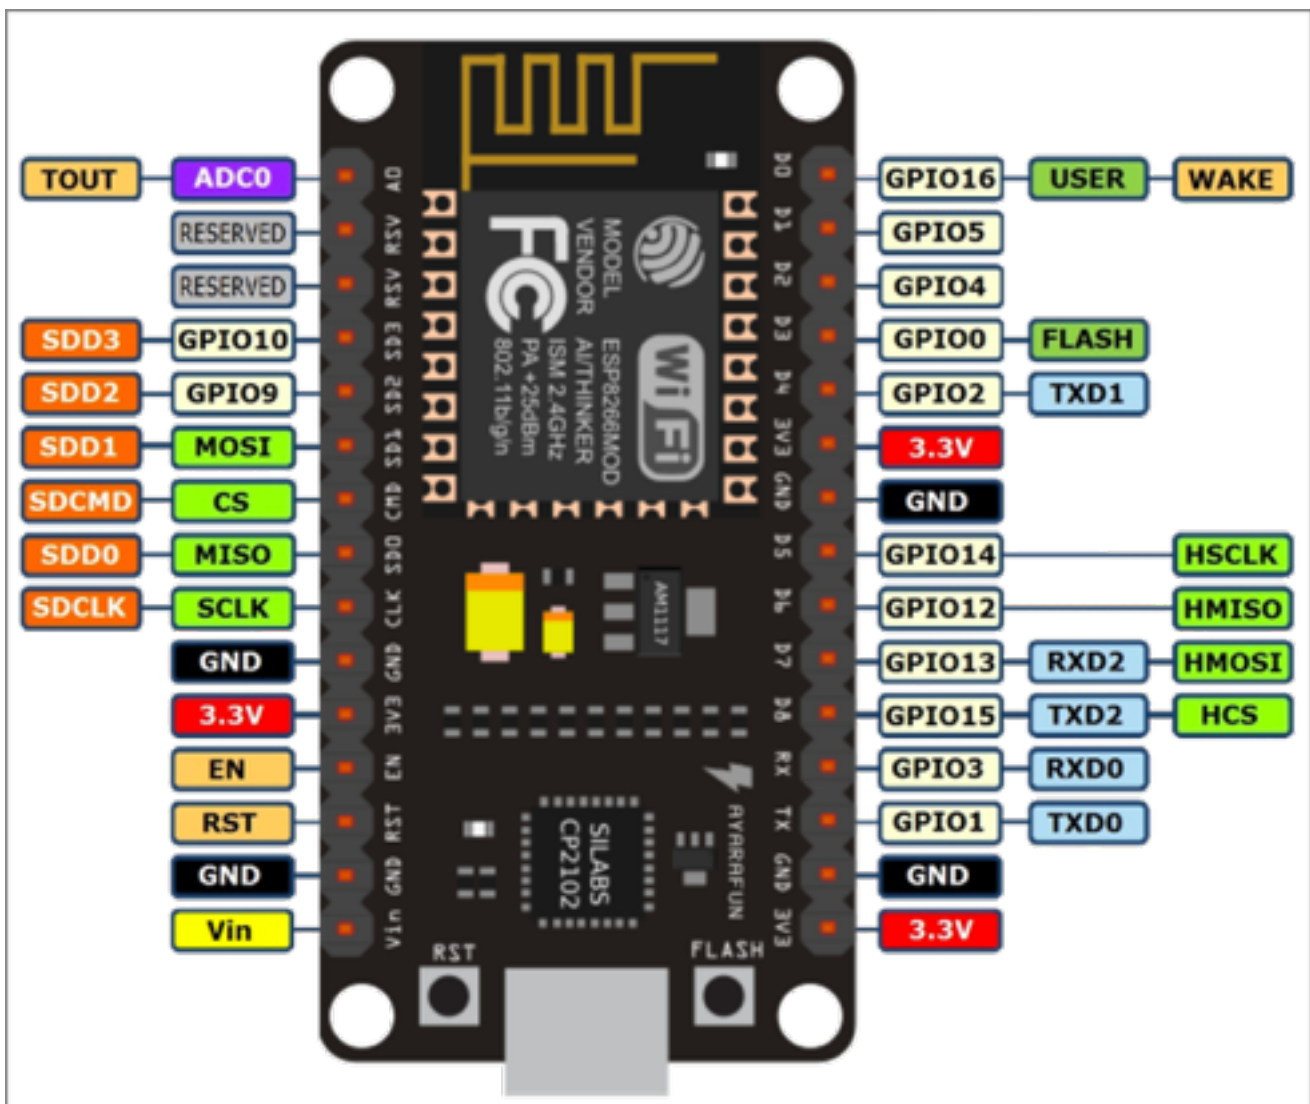 TOUT ADC0 A0 D0 GPIO16 USER WAKE
RESERVED RSV D1 GPIO5
RESERVED RSV D2 GPIO4
SDD3 GPIO10 SD3 D3 GPIO0 FLASH
SDD2 GPIO9 SD2 D4 GPIO2 TXD1
SDD1 MOSI SD1 3V3 3.3V
SDCMD CS CMD GND GND
SDD0 MISO SD0 D5 GPIO14 HSCLK
SDCLK SCLK CLK D6 GPIO12 HMISO
GND GND D7 GPIO13 RXD2 HMOSI
3.3V 3V3 D8 GPIO15 TXD2 HCS
EN EN RX GPIO3 RXD0
RST RST TX GPIO1 TXD0
GND GND GND GND
Vin Vin 3V3 3.3V
MODEL ESP8266MOD
VENDOR AI/THINKER
ISM 2.4GHz
PA +25dBm
802.11b/g/n
FC
WiFi
AM1117
SILABS
CP2102
AYARAFUN
RST
FLASH